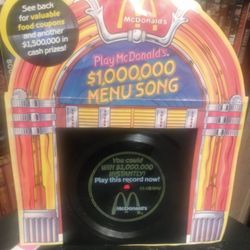 See back
for valuable
food coupons
and another
$1,500,000 in
cash prizes!
McDonald's
Play McDonald's
$1,000,000
MENU SONG
You could
WIN $1,000,000
INSTANTLY!
Play this record now!
McDonald's